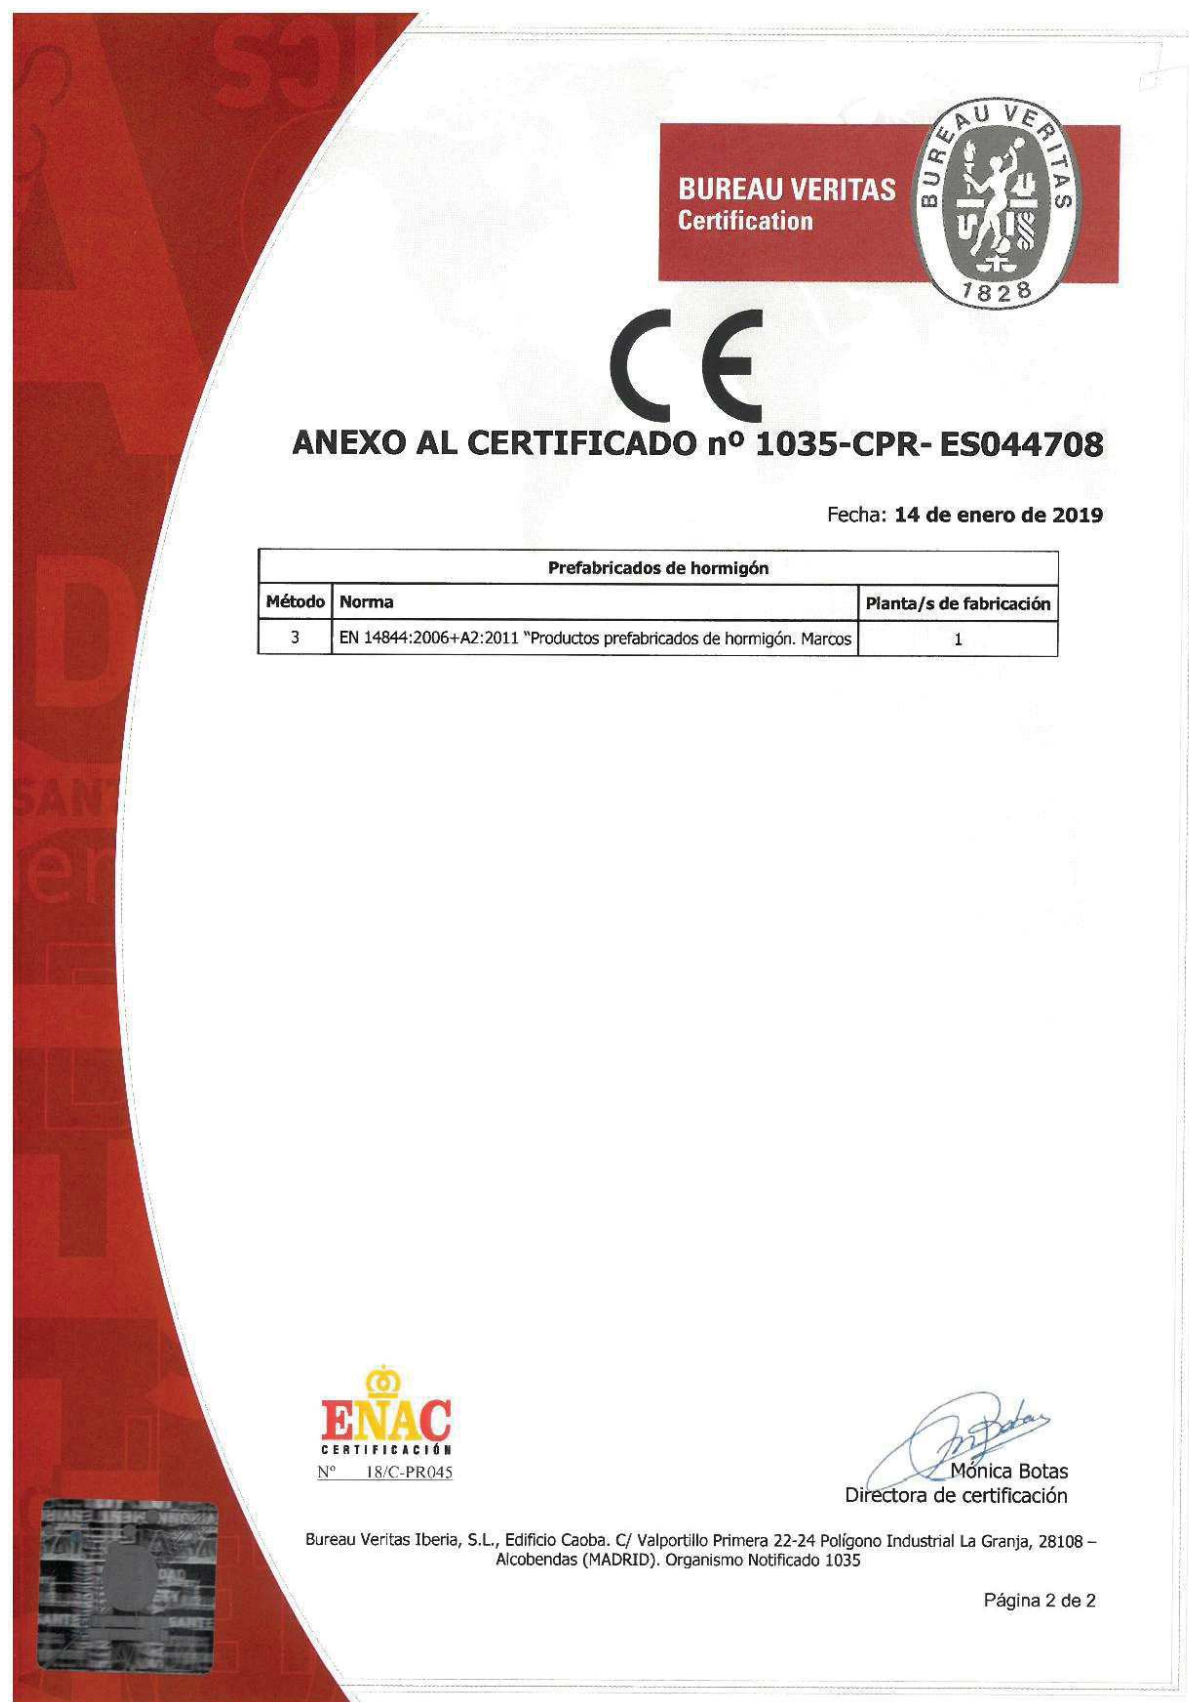 BUREAU VERITAS
Certification
BUREAU VERITAS
1828
CE
ANEXO AL CERTIFICADO nº 1035-CPR- ES044708
Fecha: 14 de enero de 2019
Prefabricados de hormigón
Método Norma Planta/s de fabricación
3 EN 14844:2006+A2:2011 "Productos prefabricados de hormigón. Marcos 1
ENAC
CERTIFICACIÓN
Nº 18/C-PR045
Mónica Botas
Directora de certificación
Bureau Veritas Iberia, S.L., Edificio Caoba. C/ Valportillo Primera 22-24 Polígono Industrial La Granja, 28108 –
Alcobendas (MADRID). Organismo Notificado 1035
Página 2 de 2